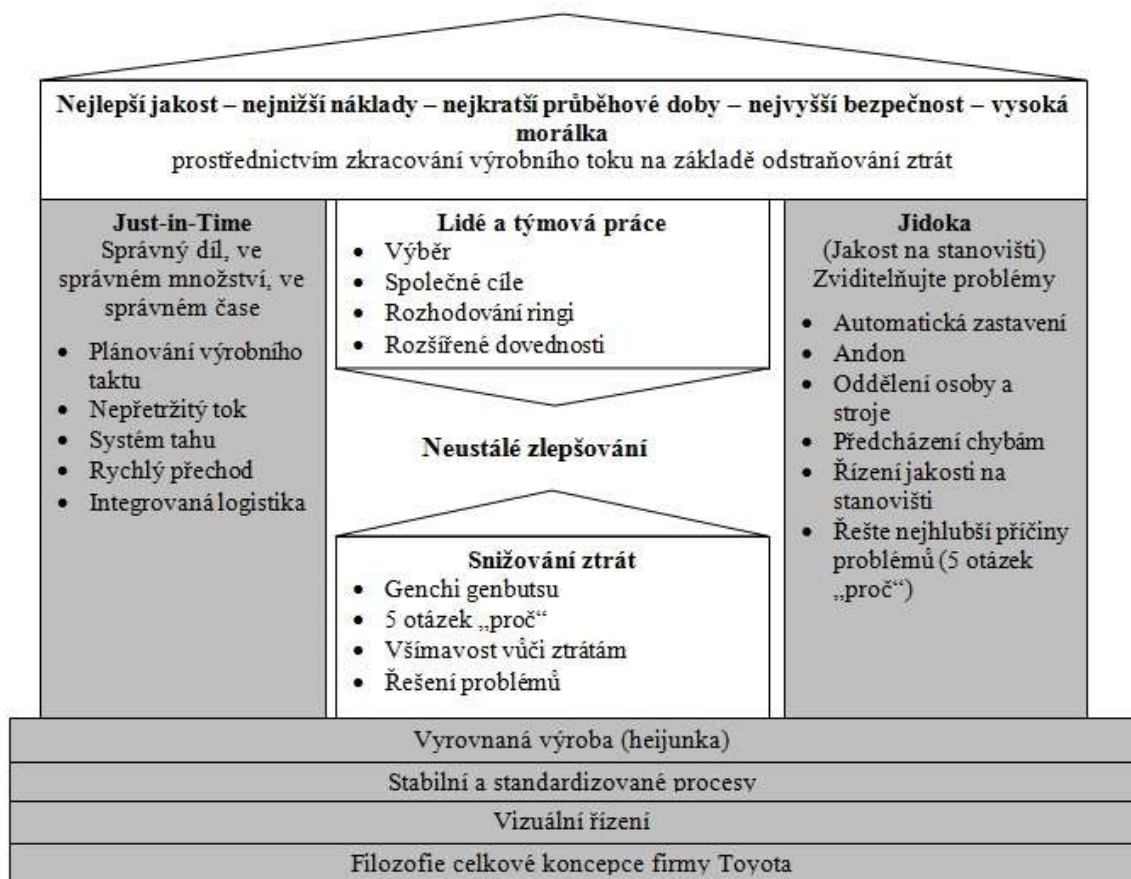 Nejlepší jakost – nejnižší náklady – nejkratší průběhové doby – nejvyšší bezpečnost – vysoká
morálka
prostřednictvím zkracování výrobního toku na základě odstraňování ztrát
Just-in-Time
Správný díl, ve
správném množství, ve
správném čase
• Plánování výrobního
taktu
• Nepřetržitý tok
• Systém tahu
• Rychlý přechod
• Integrovaná logistika
Lidé a týmová práce
• Výběr
• Společné cíle
• Rozhodování ringi
• Rozšířené dovednosti
Neustálé zlepšování
Snižování ztrát
• Genchi genbutsu
• 5 otázek „proč“
• Všímavost vůči ztrátám
• Řešení problémů
Jidoka
(Jakost na stanovišti)
Zviditelňujte problémy
• Automatická zastavení
• Andon
• Oddělení osoby a
stroje
• Předcházení chybám
• Řízení jakosti na
stanovišti
• Řešte nejhlubší příčiny
problémů (5 otázek
„proč“)
Vyrovnaná výroba (heijunka)
Stabilní a standardizované procesy
Vizuální řízení
Filozofie celkové koncepce firmy Toyota